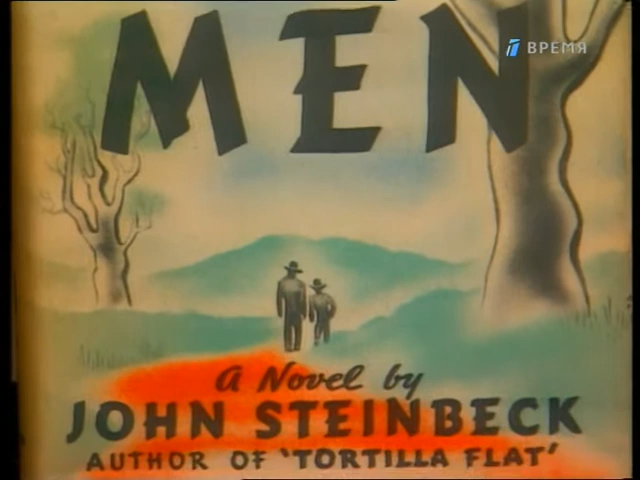 MEN
ВРЕМЯ
A Novel by
JOHN STEINBECK
AUTHOR OF 'TORTILLA FLAT'